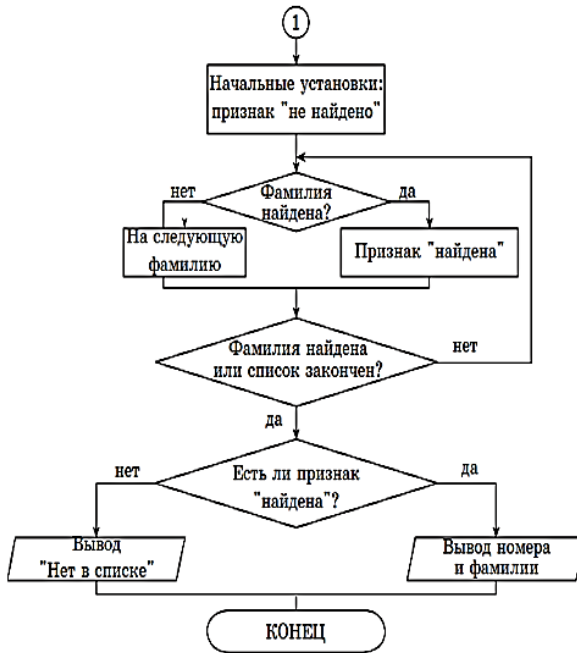 1
Начальные установки:
признак "не найдено"
нет
Фамилия
найдена?
да
На следующую
фамилию
Признак "найдена"
Фамилия найдена
или список закончен?
нет
да
нет
Есть ли признак
"найдена"?
да
Вывод
"Нет в списке"
Вывод номера
и фамилии
КОНЕЦ